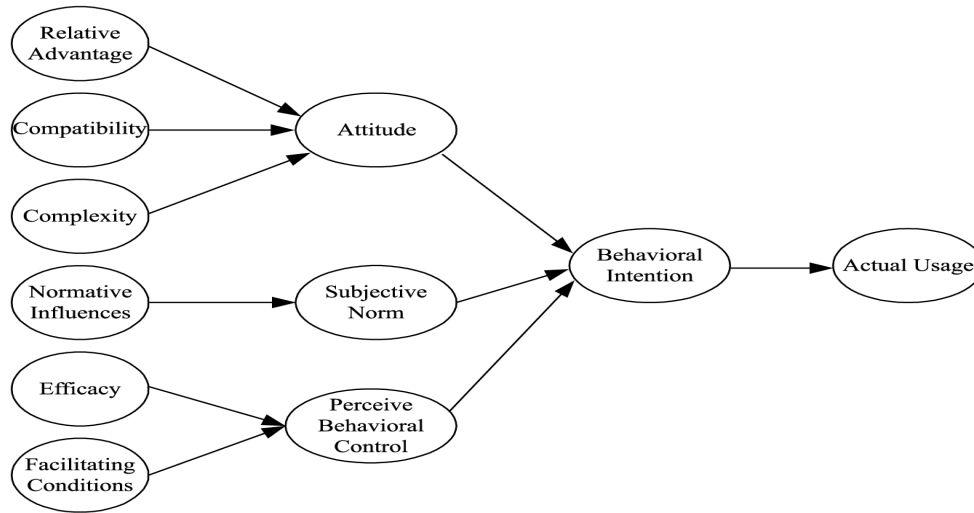 Relative
Advantage
Compatibility
Complexity
Normative
Influences
Efficacy
Facilitating
Conditions
Attitude
Subjective
Norm
Perceive
Behavioral
Control
Behavioral
Intention
Actual Usage